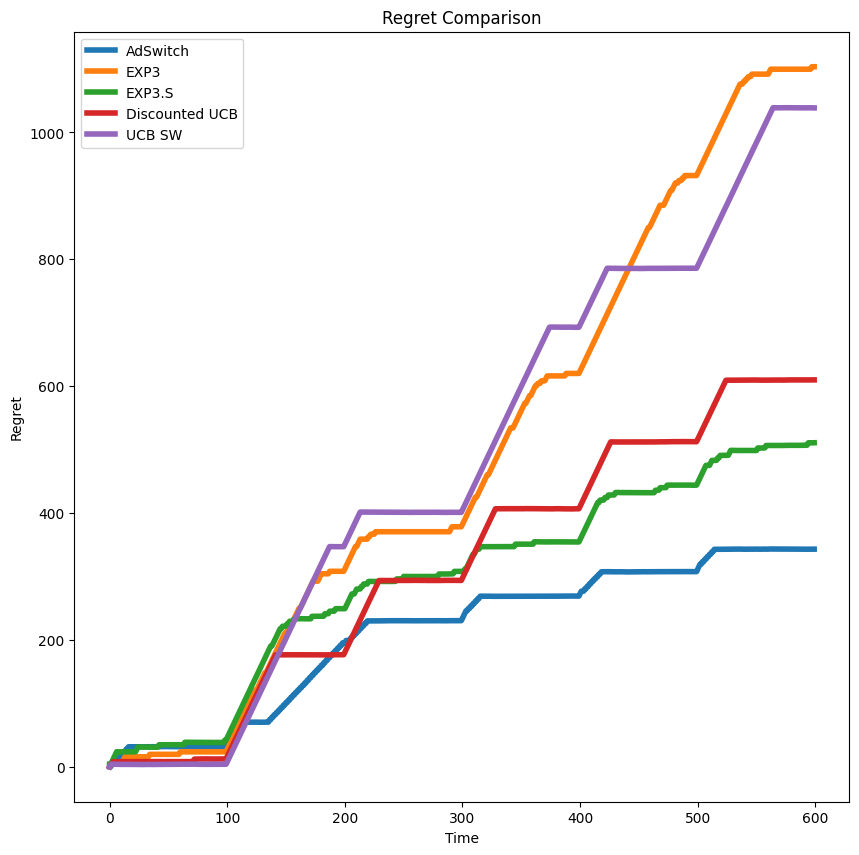 Regret Comparison
AdSwitch
EXP3
EXP3.S
Discounted UCB
UCB SW
Regret
1000
800
600
400
200
0
0 100 200 300 400 500 600
Time